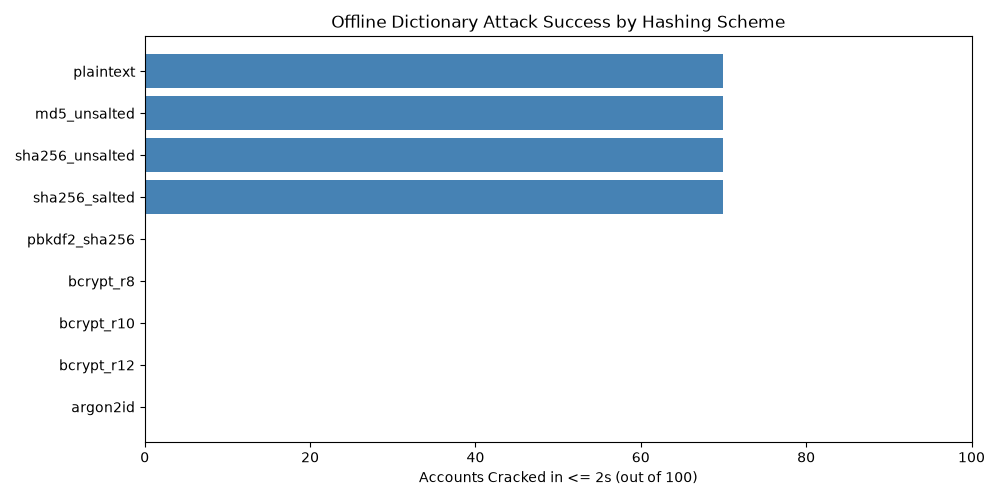 Offline Dictionary Attack Success by Hashing Scheme
plaintext
md5_unsalted
sha256_unsalted
sha256_salted
pbkdf2_sha256
bcrypt_r8
bcrypt_r10
bcrypt_r12
argon2id
0 20 40 60 80 100
Accounts Cracked in <= 2s (out of 100)